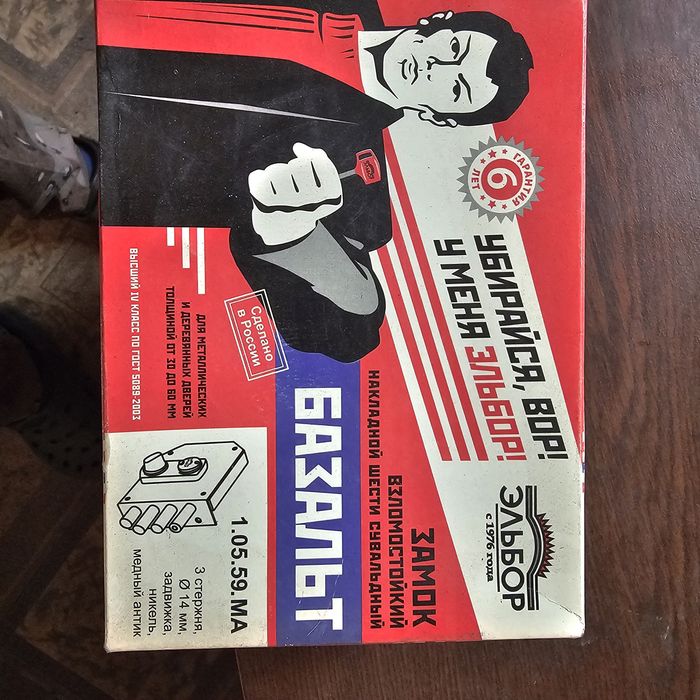 ГАРАНТИЯ
6
ЛЕТ
УБИРАЙСЯ, ВОР!
У МЕНЯ ЭЛЬБОР!
ЭЛЬБОР
с 1976 года
ЗАМОК
ВЗЛОМОСТОЙКИЙ
НАКЛАДНОЙ ШЕСТИ СУВАЛЬДНЫЙ
БАЗАЛЬТ
Сделано
в России
ДЛЯ МЕТАЛЛИЧЕСКИХ
И ДЕРЕВЯННЫХ ДВЕРЕЙ
ТОЛЩИНОЙ ОТ 30 ДО 60 ММ
ВЫСШИЙ IV КЛАСС ПО ГОСТ 5089-2003
1.05.59.МА
3 стержня,
Ø 14 мм,
задвижка,
никель,
медный антик